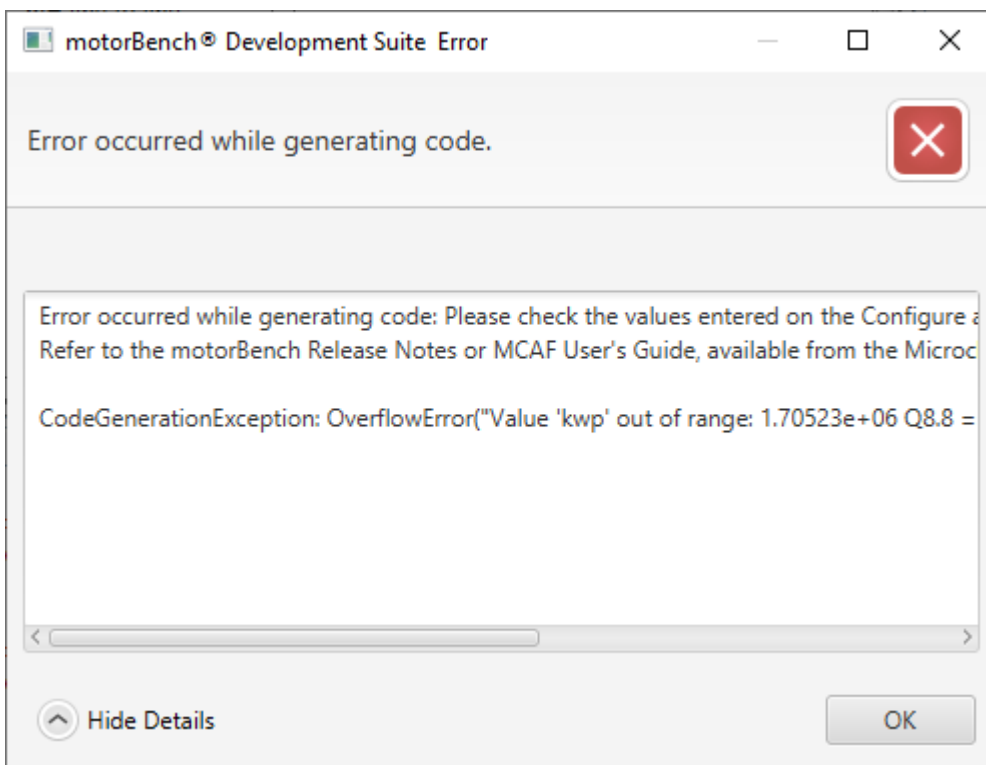 motorBench® Development Suite Error
Error occurred while generating code.
Error occurred while generating code: Please check the values entered on the Configure
Refer to the motorBench Release Notes or MCAF User's Guide, available from the
CodeGenerationException: OverflowError("Value 'kwp' out of range: 1.70523e+06 Q8.8 =
Hide Details
OK